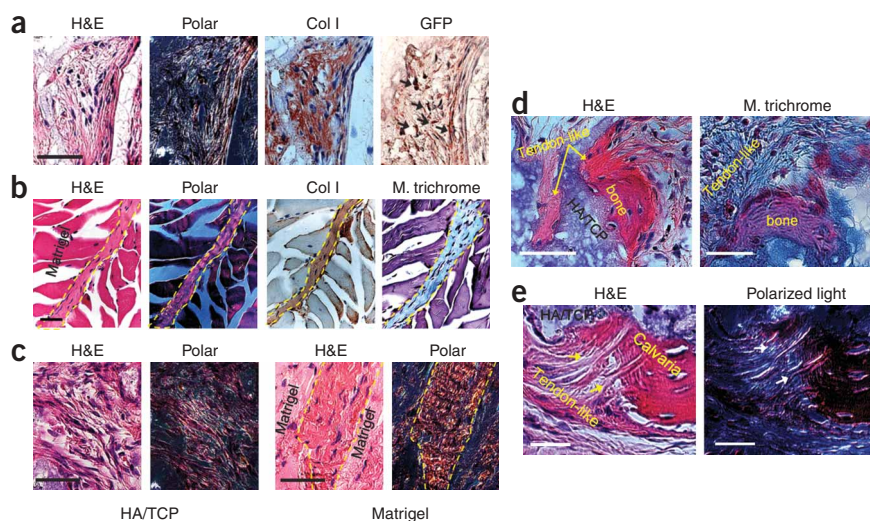 a
H&E Polar Col I GFP
b
H&E Polar Col I M. trichrome
Matrigel
c
H&E Polar H&E Polar
Matrigel
Matrigel
HA/TCP Matrigel
d
H&E M. trichrome
Tendon-like
bone
HA/TCP
Tendon-like
bone
e
H&E Polarized light
HA/TCP
Calvaria
Tendon-like